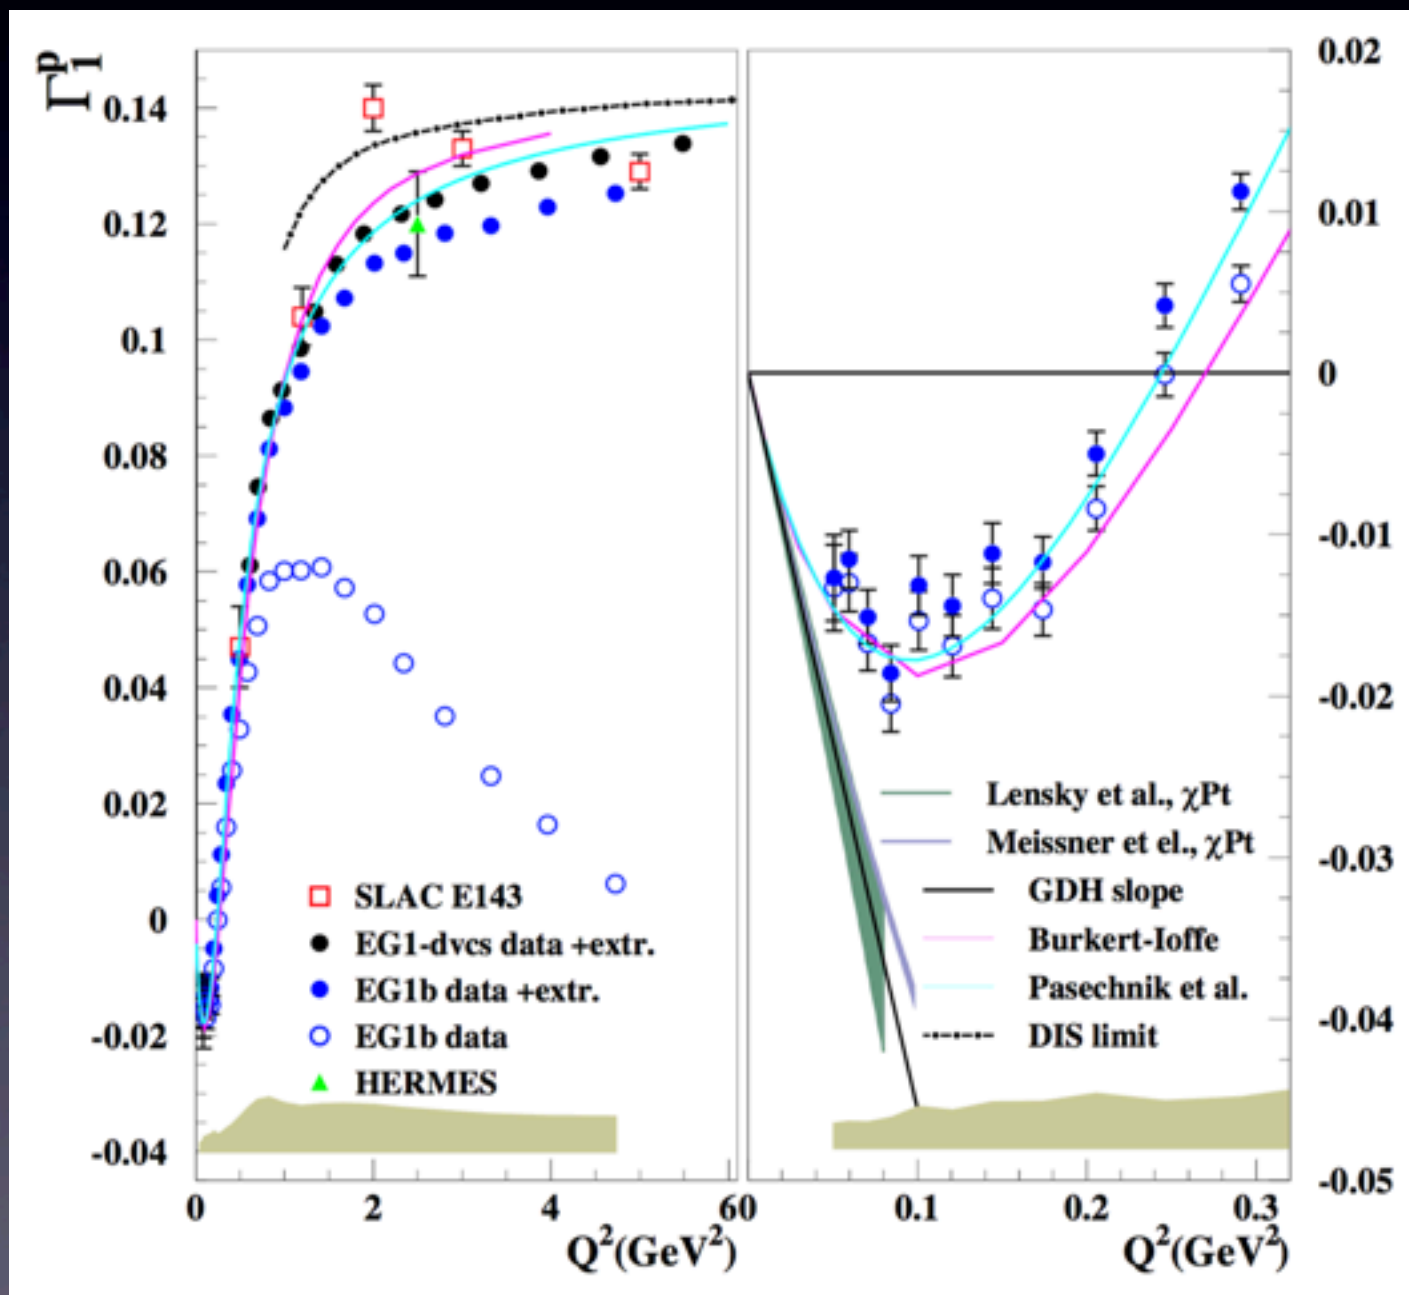 Γ₁ᵖ
0.14
0.12
0.1
0.08
0.06
0.04
0.02
0
-0.02
-0.04
SLAC E143
EG1-dvcs data +extr.
EG1b data +extr.
EG1b data
HERMES
0 2 4 6
Q²(GeV²)
0.02
0.01
0
-0.01
-0.02
-0.03
-0.04
-0.05
Lensky et al., χPt
Meissner et el., χPt
GDH slope
Burkert-Ioffe
Pasechnik et al.
DIS limit
0 0.1 0.2 0.3
Q²(GeV²)